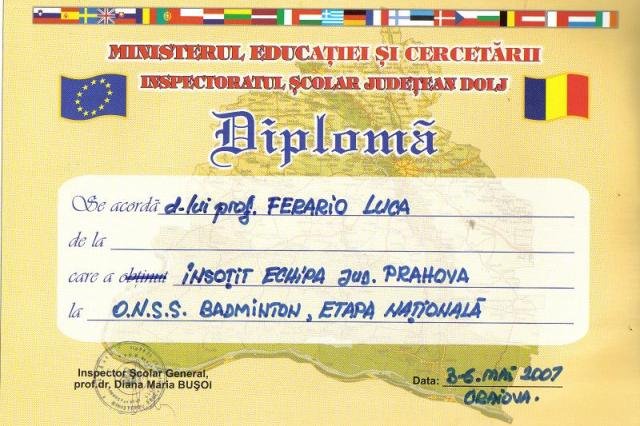 MINISTERUL EDUCAȚIEI ȘI CERCETĂRII
INSPECTORATUL ȘCOLAR JUDEȚEAN DOLJ
Diplomă
Se acordă d-lui prof. FERARIO LUCA
de la
care a obținut ÎNSOȚIT ECHIPA JUD. PRAHOVA
la O.N.S.S. BADMINTON, ETAPA NAȚIONALĂ
Inspector Școlar General,
prof.dr. Diana Maria BUȘOI
Data: 3-6. MAI 2007
CRAIOVA.